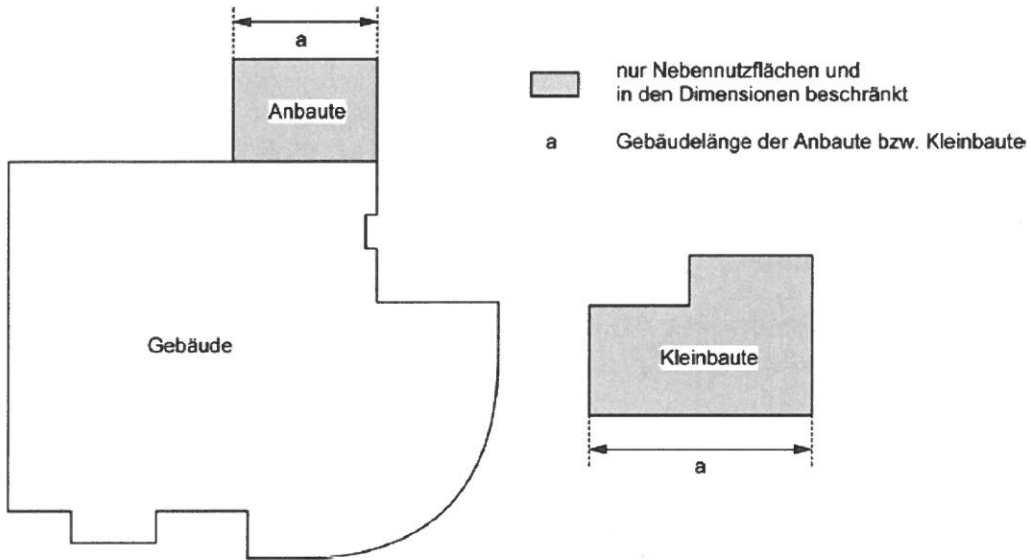 a
Anbaute
nur Nebennutzflächen und
in den Dimensionen beschränkt
a Gebäudelänge der Anbaute bzw. Kleinbaute
Gebäude
Kleinbaute
a